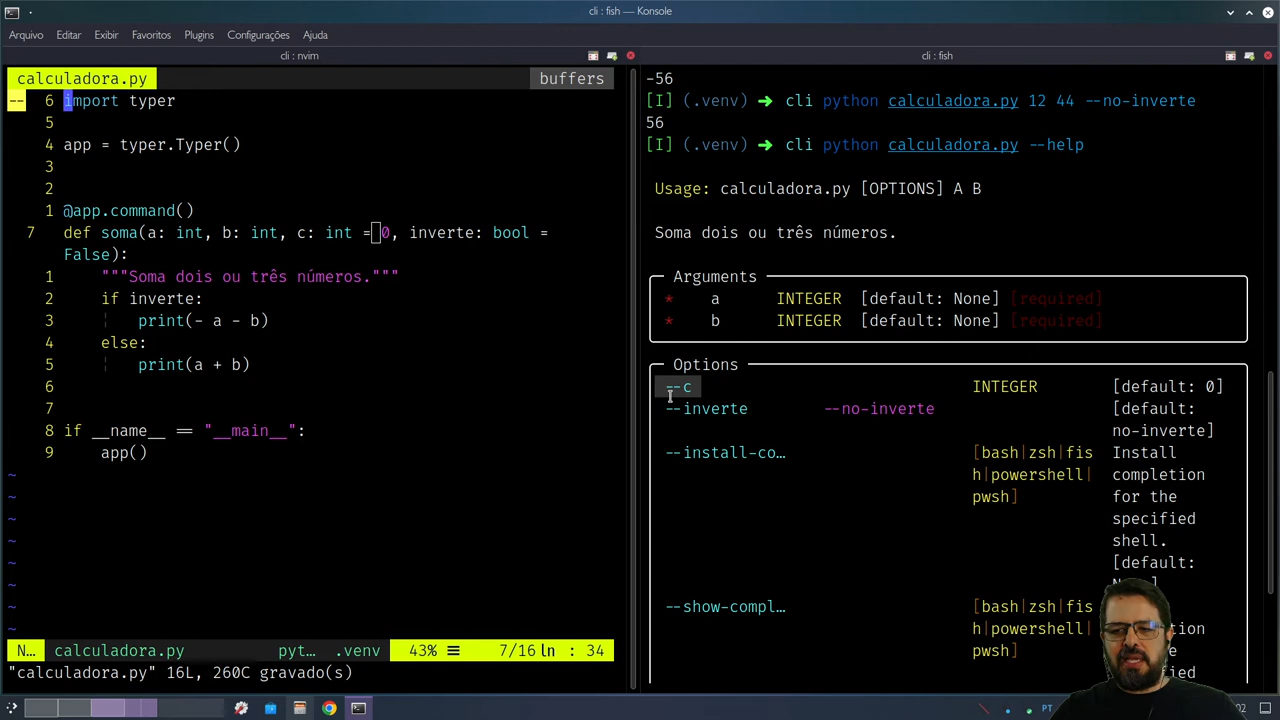 cli : fish — Konsole
Arquivo Editar Exibir Favoritos Plugins Configurações Ajuda
cli : nvim
calculadora.py buffers
-- 6 import typer
5
4 app = typer.Typer()
3
2
1 @app.command()
7 def soma(a: int, b: int, c: int = 0, inverte: bool =
False):
1 """Soma dois ou três números."""
2 if inverte:
3 print(- a - b)
4 else:
5 print(a + b)
6
7
8 if __name__ == "__main__":
9 app()
~
~
~
~
~
~
~
~
N… calculadora.py pyt… .venv 43% ≡ 7/16 ln : 34
"calculadora.py" 16L, 260C gravado(s)
cli : fish
-56
[I] (.venv) ➜ cli python calculadora.py 12 44 --no-inverte
56
[I] (.venv) ➜ cli python calculadora.py --help
Usage: calculadora.py [OPTIONS] A B
Soma dois ou três números.
Arguments
* a INTEGER [default: None] [required]
* b INTEGER [default: None] [required]
Options
--c INTEGER [default: 0]
--inverte --no-inverte [default:
no-inverte]
--install-co… [bash|zsh|fis Install
h|powershell| completion
pwsh] for the
specified
shell.
[default:
--show-compl… [bash|zsh|fis
h|powershell|
pwsh]
PT